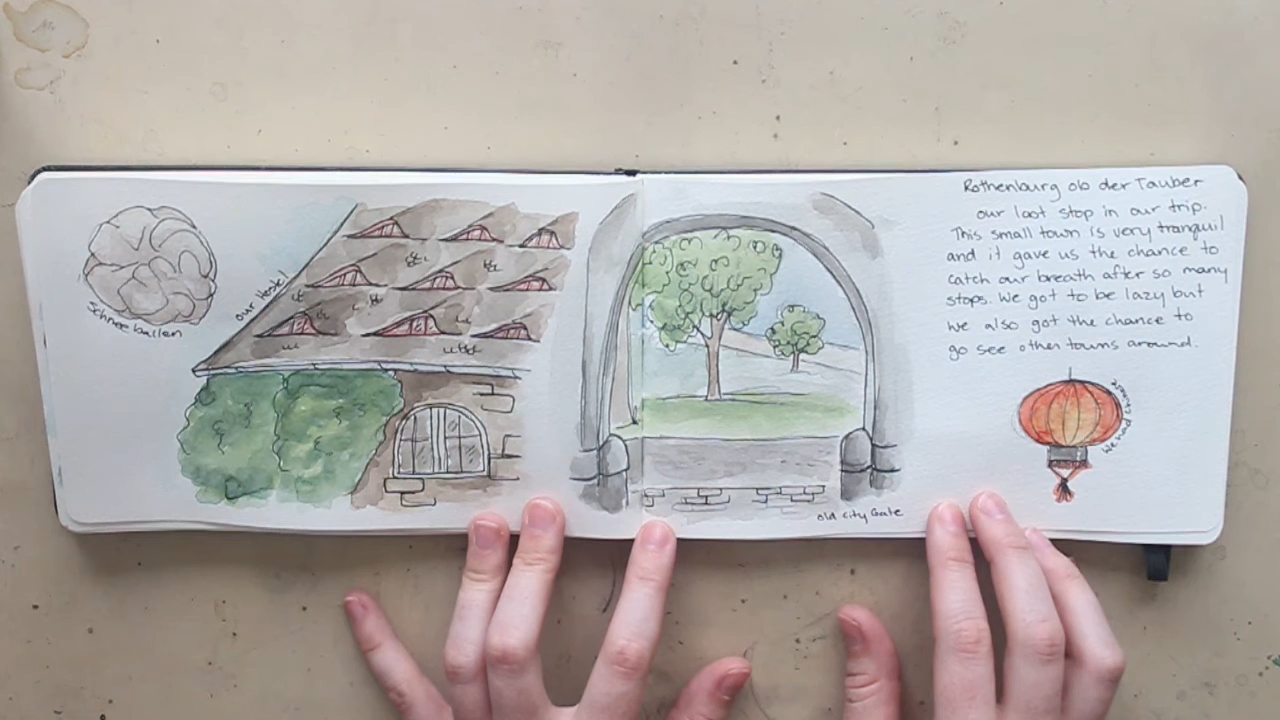 Schneeballen
our hostel
old city Gate
Rothenburg ob der Tauber
our last stop in our trip.
This small town is very tranquil
and it gave us the chance to
catch our breath after so many
stops. We got to be lazy but
we also got the chance to
go see other towns around.
we had